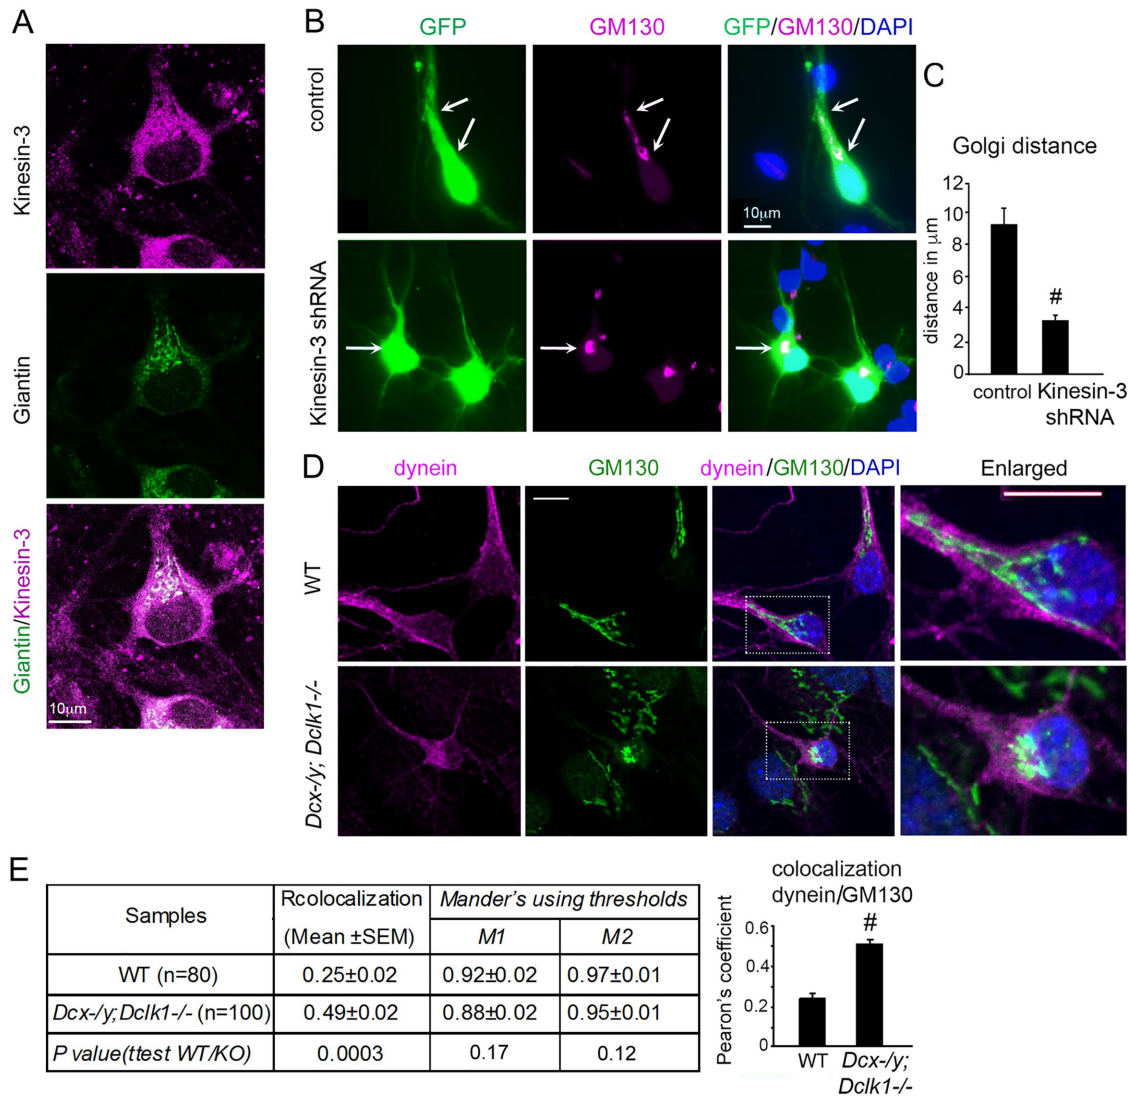 A
Kinesin-3
Giantin
Giantin/Kinesin-3
10μm
B
GFP
GM130
GFP/GM130/DAPI
control
10μm
Kinesin-3 shRNA
C
Golgi distance
distance in μm
12
10
8
6
4
2
0
#
control
Kinesin-3
shRNA
D
dynein
GM130
dynein/GM130/DAPI
Enlarged
WT
Dcx-/y; Dclk1-/-
E
Samples
Rcolocalization
(Mean ±SEM)
Mander's using thresholds
M1
M2
WT (n=80)
0.25±0.02
0.92±0.02
0.97±0.01
Dcx-/y;Dclk1-/- (n=100)
0.49±0.02
0.88±0.02
0.95±0.01
P value(ttest WT/KO)
0.0003
0.17
0.12
colocalization
dynein/GM130
Pearon's coefficient
0.6
0.4
0.2
0
#
WT
Dcx-/y;
Dclk1-/-